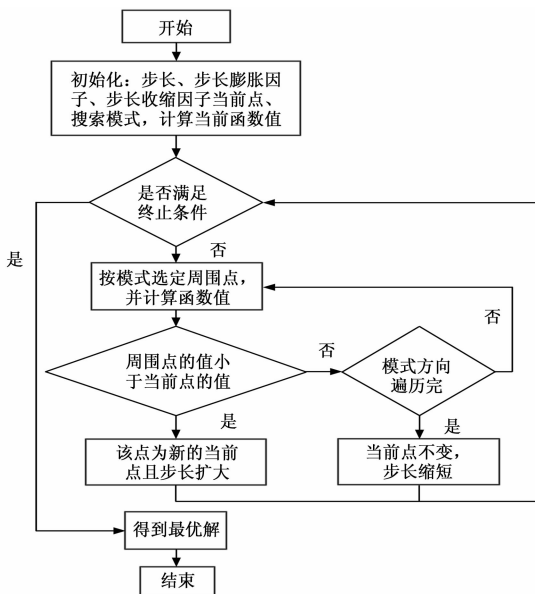 开始
初始化：步长、步长膨胀因
子、步长收缩因子当前点、
搜索模式，计算当前函数值
是否满足
终止条件
是
否
按模式选定周围点，
并计算函数值
否
周围点的值小
于当前点的值
否
模式方向
遍历完
是
是
该点为新的当前
点且步长扩大
当前点不变，
步长缩短
得到最优解
结束